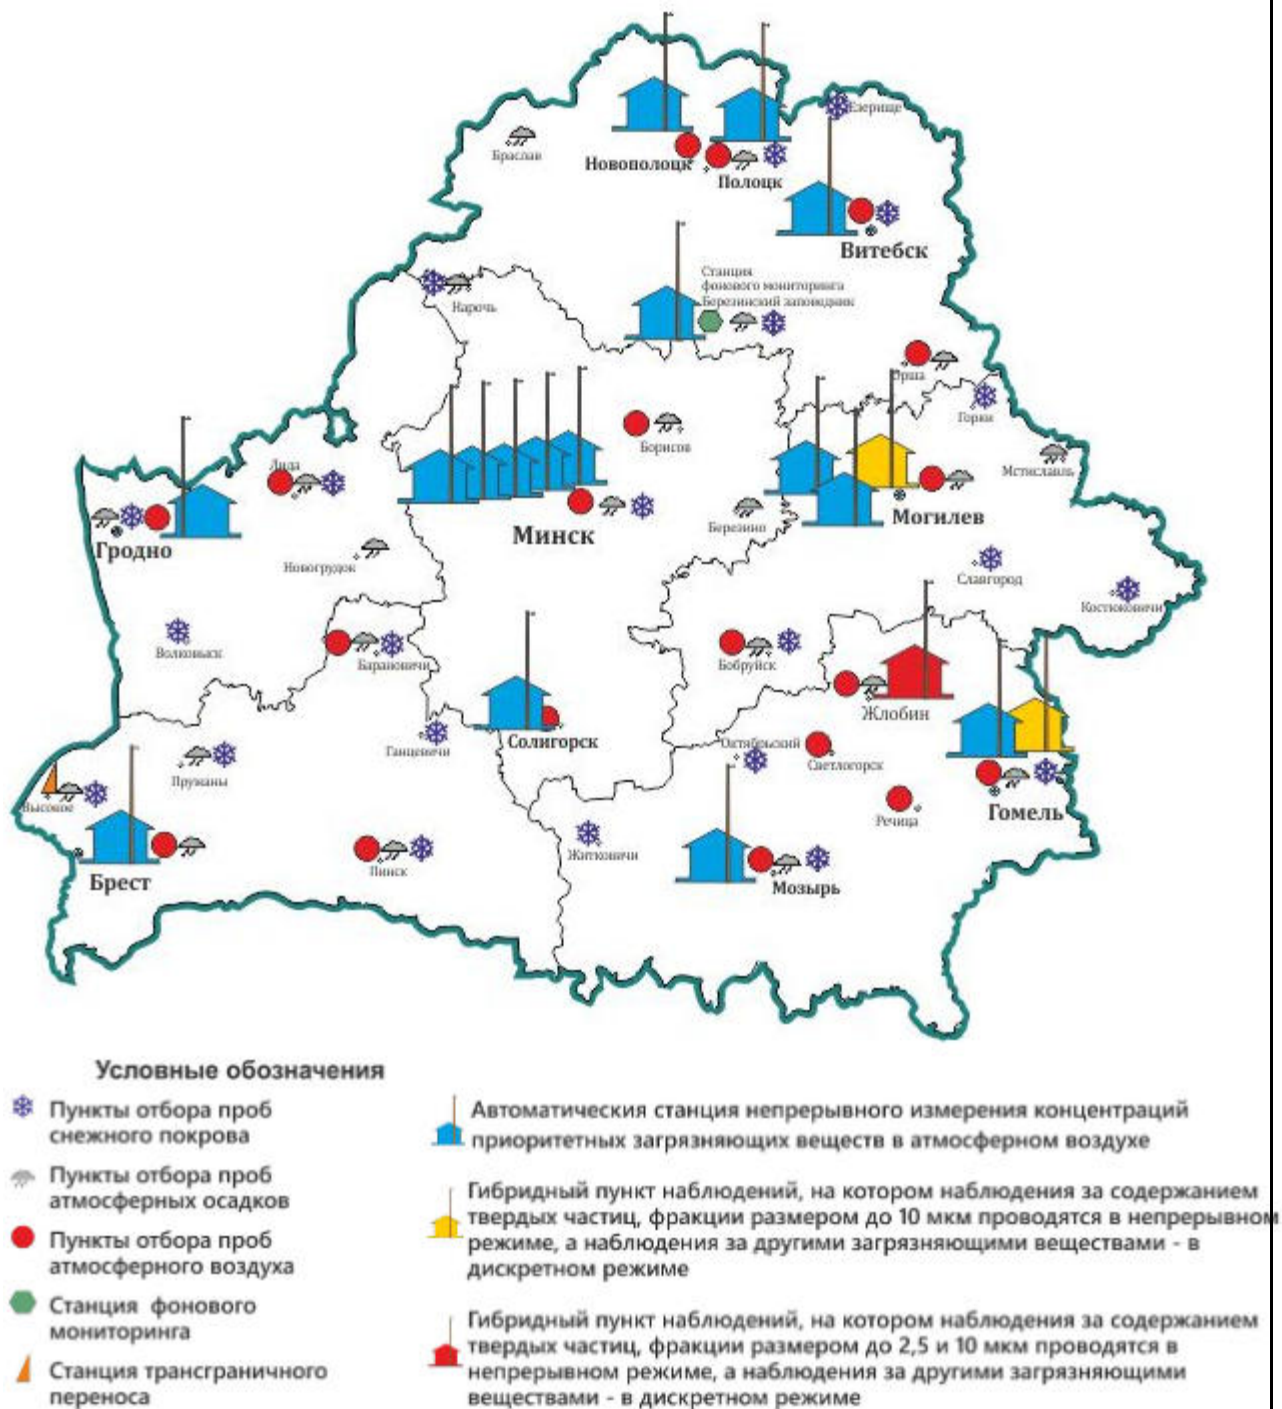 Езерище
Браслав
Новополоцк
Полоцк
Витебск
Станция
фонового мониторинга
Березинский заповедник
Нарочь
Орша
Горки
Борисов
Мстиславль
Лида
Минск
Березино
Могилев
Гродно
Новогрудок
Славгород
Костюковичи
Волковыск
Барановичи
Бобруйск
Жлобин
Солигорск
Ганцевичи
Октябрьский
Светлогорск
Пружаны
Высокое
Речица
Гомель
Брест
Пинск
Житковичи
Мозырь
Условные обозначения
Пункты отбора проб
снежного покрова
Пункты отбора проб
атмосферных осадков
Пункты отбора проб
атмосферного воздуха
Станция фонового
мониторинга
Станция трансграничного
переноса
Автоматическия станция непрерывного измерения концентраций
приоритетных загрязняющих веществ в атмосферном воздухе
Гибридный пункт наблюдений, на котором наблюдения за содержанием
твердых частиц, фракции размером до 10 мкм проводятся в непрерывном
режиме, а наблюдения за другими загрязняющими веществами - в
дискретном режиме
Гибридный пункт наблюдений, на котором наблюдения за содержанием
твердых частиц, фракции размером до 2,5 и 10 мкм проводятся в
непрерывном режиме, а наблюдения за другими загрязняющими
веществами - в дискретном режиме